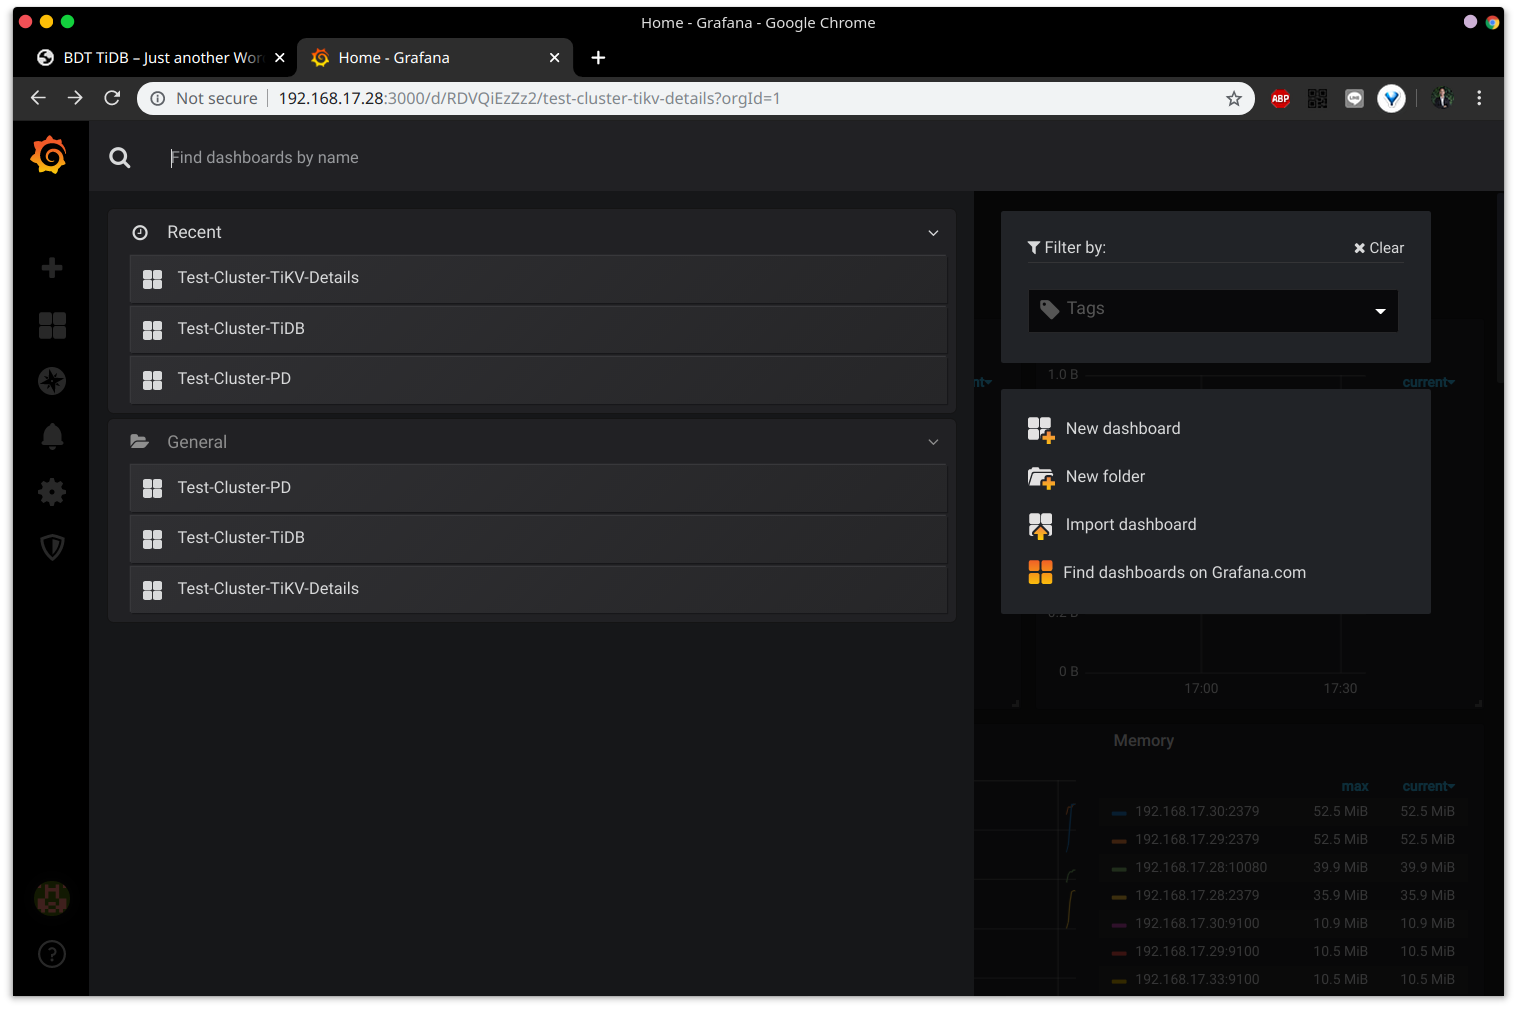 Home - Grafana - Google Chrome
BDT TiDB – Just another Wor
Home - Grafana
Not secure
192.168.17.28:3000/d/RDVQiEzZz2/test-cluster-tikv-details?orgId=1
ABP
Find dashboards by name
Recent
Test-Cluster-TiKV-Details
Test-Cluster-TiDB
Test-Cluster-PD
General
Test-Cluster-PD
Test-Cluster-TiDB
Test-Cluster-TiKV-Details
Filter by:
Clear
Tags
1.0 B
nt
current
New dashboard
New folder
Import dashboard
Find dashboards on Grafana.com
0 B
17:00 17:30
Memory
max current
192.168.17.30:2379 52.5 MiB 52.5 MiB
192.168.17.29:2379 52.5 MiB 52.5 MiB
192.168.17.28:10080 39.9 MiB 39.9 MiB
192.168.17.28:2379 35.9 MiB 35.9 MiB
192.168.17.30:9100 10.9 MiB 10.9 MiB
192.168.17.29:9100 10.5 MiB 10.5 MiB
192.168.17.33:9100 10.5 MiB 10.5 MiB